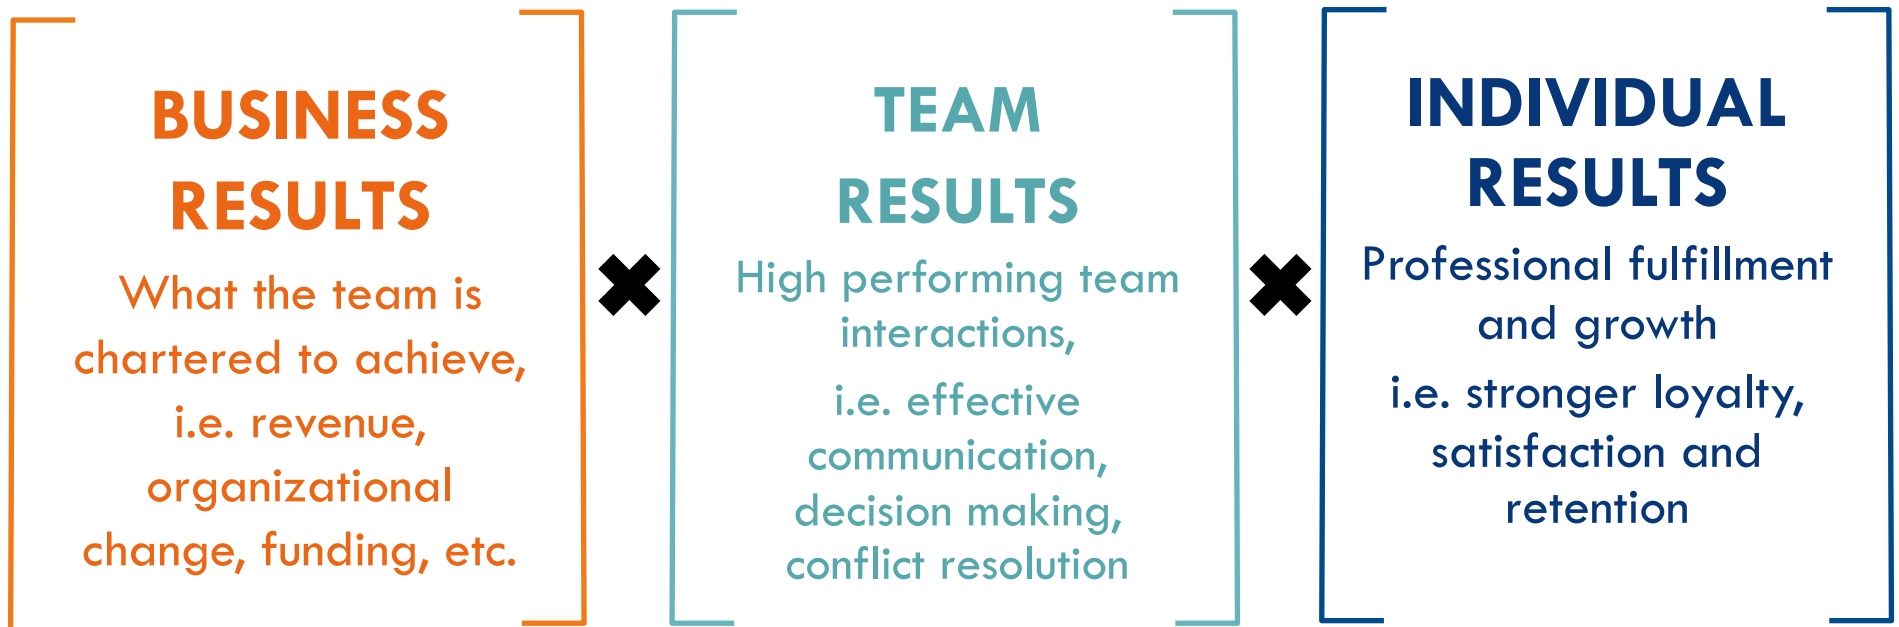 BUSINESS
RESULTS
What the team is
chartered to achieve,
i.e. revenue,
organizational
change, funding, etc.
TEAM
RESULTS
High performing team
interactions,
i.e. effective
communication,
decision making,
conflict resolution
INDIVIDUAL
RESULTS
Professional fulfillment
and growth
i.e. stronger loyalty,
satisfaction and
retention